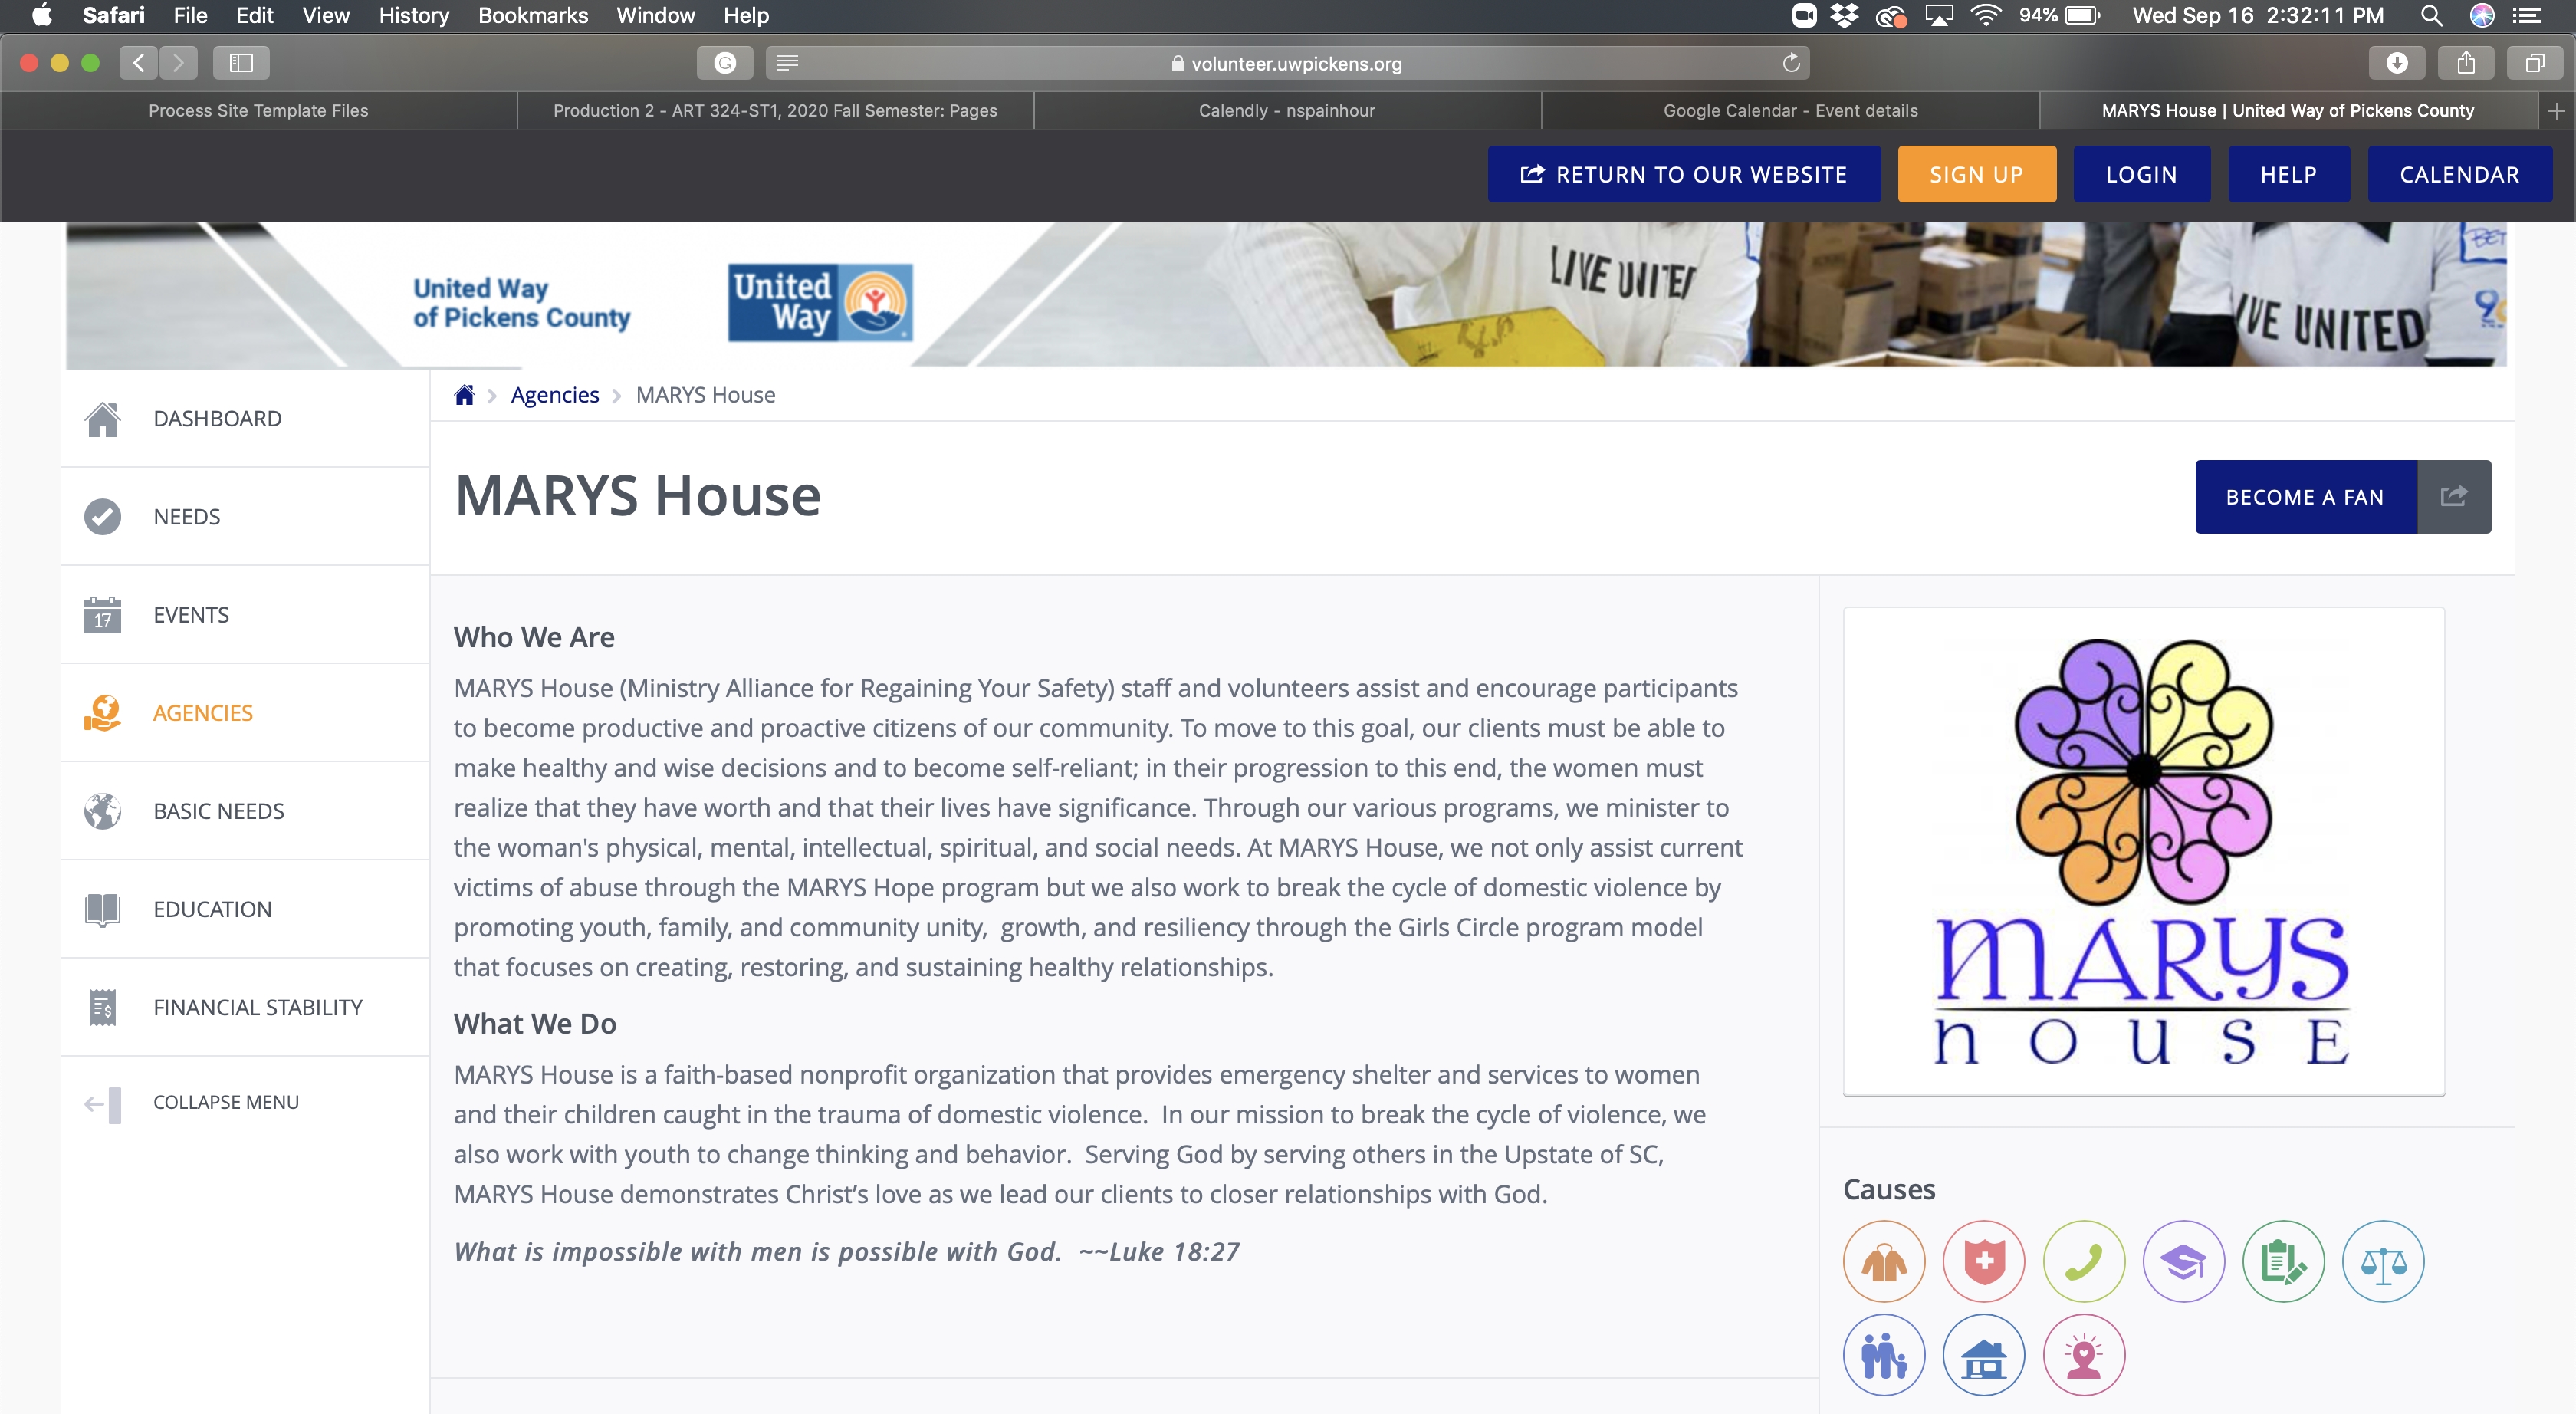 Safari File Edit View History Bookmarks Window Help 94% Wed Sep 16 2:32:11 PM
volunteer.uwpickens.org
Process Site Template Files
Production 2 - ART 324-ST1, 2020 Fall Semester: Pages
Calendly - nspainhour
Google Calendar - Event details
MARYS House | United Way of Pickens County
RETURN TO OUR WEBSITE
SIGN UP
LOGIN
HELP
CALENDAR
United Way
of Pickens County
United
Way
LIVE UNITED
LIVE UNITED
DASHBOARD
NEEDS
17
EVENTS
AGENCIES
BASIC NEEDS
EDUCATION
FINANCIAL STABILITY
COLLAPSE MENU
Agencies MARYS House
MARYS House
BECOME A FAN
Who We Are
MARYS House (Ministry Alliance for Regaining Your Safety) staff and volunteers assist and encourage participants
to become productive and proactive citizens of our community. To move to this goal, our clients must be able to
make healthy and wise decisions and to become self-reliant; in their progression to this end, the women must
realize that they have worth and that their lives have significance. Through our various programs, we minister to
the woman's physical, mental, intellectual, spiritual, and social needs. At MARYS House, we not only assist current
victims of abuse through the MARYS Hope program but we also work to break the cycle of domestic violence by
promoting youth, family, and community unity,  growth, and resiliency through the Girls Circle program model
that focuses on creating, restoring, and sustaining healthy relationships.
What We Do
MARYS House is a faith-based nonprofit organization that provides emergency shelter and services to women
and their children caught in the trauma of domestic violence.  In our mission to break the cycle of violence, we
also work with youth to change thinking and behavior.  Serving God by serving others in the Upstate of SC,
MARYS House demonstrates Christ’s love as we lead our clients to closer relationships with God.
What is impossible with men is possible with God.  ~~Luke 18:27
MARYS
HOUSE
Causes